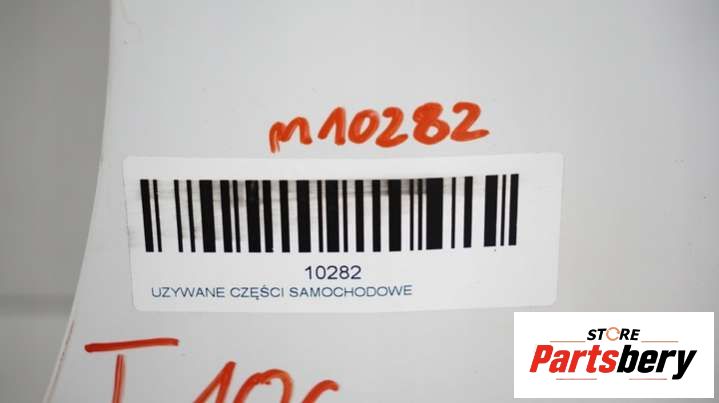 m10282
10282
UZYWANE CZĘŚCI SAMOCHODOWE
STORE
Partsbery